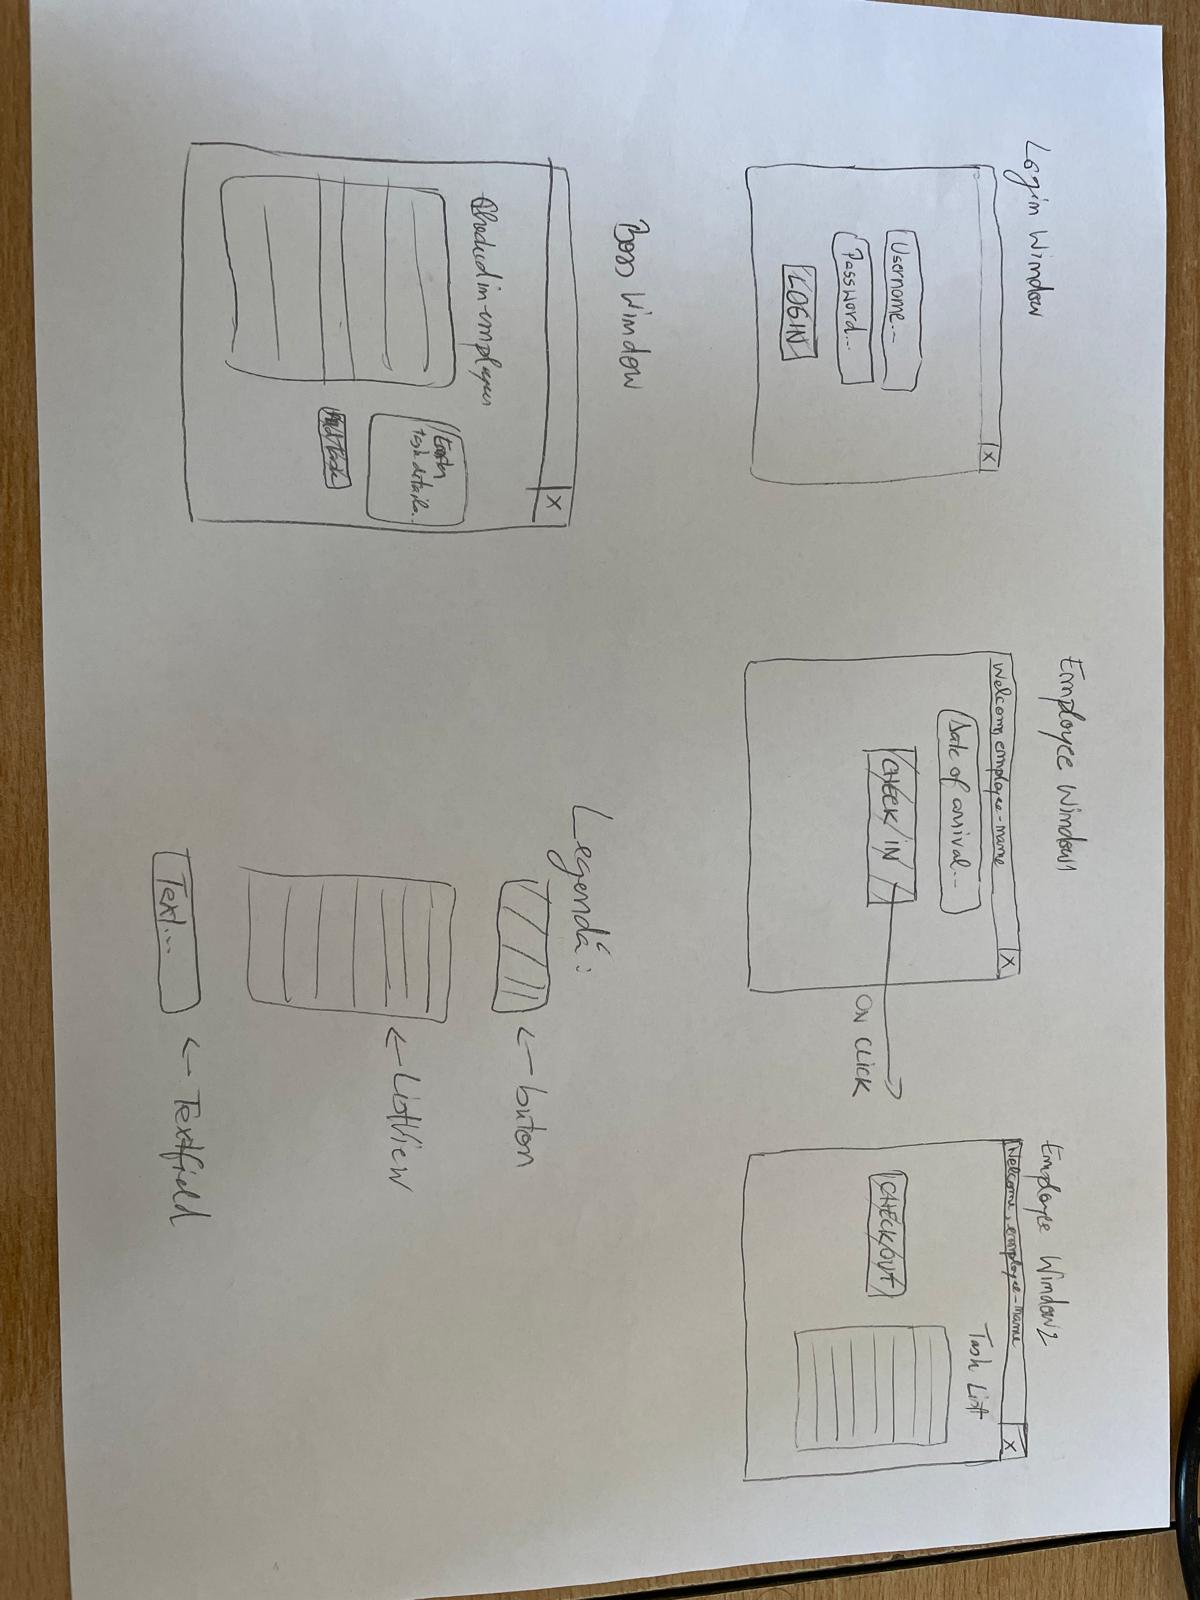 Login Window
X
Username...
Password...
LOGIN
Employee Window1
Welcome, employee-name
X
Date of arrival...
CHECK IN
ON CLICK
Employee Window2
Welcome, employee-name
X
Task List
CHECKOUT
Boss Window
X
employees
Enter
task details...
Add Task
Legendă:
← buton
← ListView
Text...
← Textfield